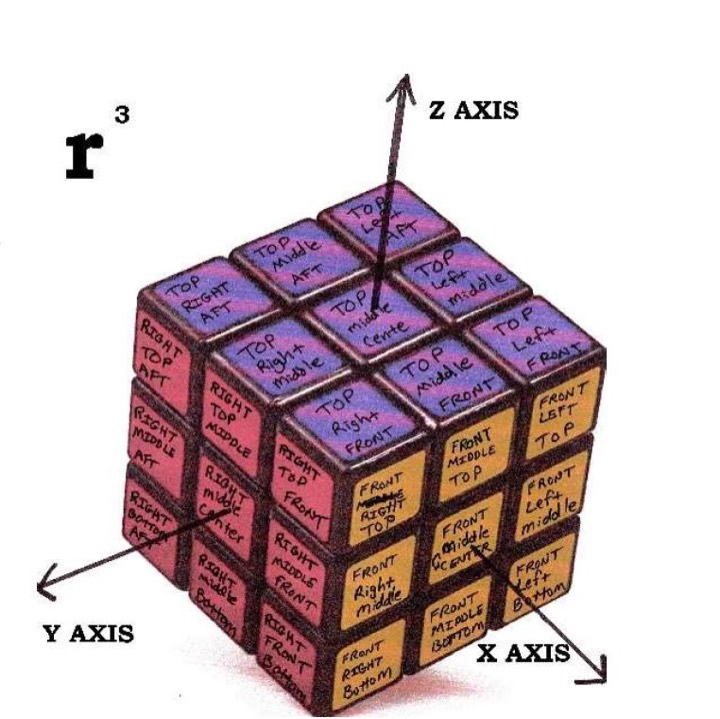 r³
Z AXIS
TOP
Left
AFT
TOP
Middle
AFT
TOP
Left
middle
TOP
RIGHT
AFT
TOP
middle
Cente
TOP
Left
FRONT
TOP
Right
middle
TOP
Middle
FRONT
TOP
Right
FRONT
RIGHT
TOP
AFT
RIGHT
TOP
MIDDLE
RIGHT
TOP
FRONT
RIGHT
MIDDLE
AFT
RIGHT
middle
Center
RIGHT
MIDDLE
FRONT
RIGHT
BOTTOM
AFT
RIGHT
Middle
Bottom
RIGHT
FRONT
Bottom
FRONT
RIGHT
TOP
FRONT
MIDDLE
TOP
FRONT
LEFT
TOP
FRONT
Right
middle
FRONT
middle
CENTER
FRONT
Left
middle
FRONT
RIGHT
Bottom
FRONT
MIDDLE
BOTTOM
FRONT
Left
Bottom
Y AXIS
X AXIS